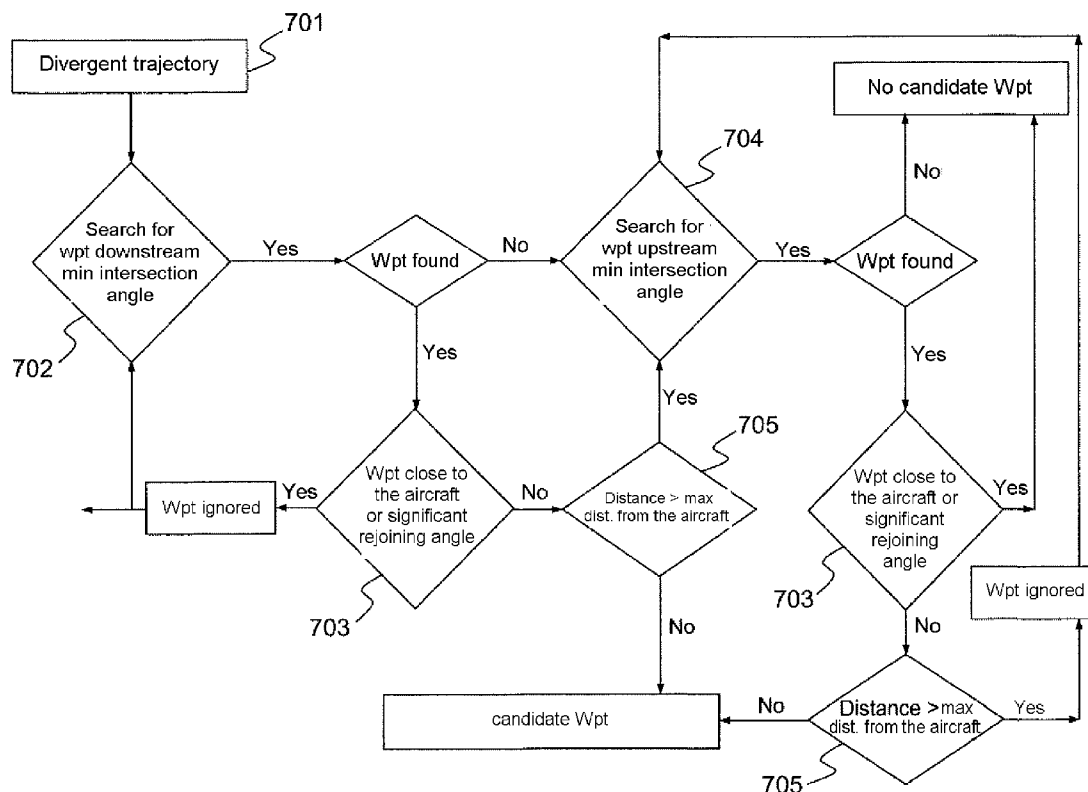 701
Divergent trajectory
No candidate Wpt
704
No
Search for
wpt downstream
min intersection
angle
Yes
Wpt found
No
Search for
wpt upstream
min intersection
angle
Yes
Wpt found
702
Yes
Yes
Yes
705
Wpt ignored
Yes
Wpt close to
the aircraft
or significant
rejoining angle
No
Distance > max
dist. from the aircraft
Wpt close to
the aircraft or
significant
rejoining
angle
Yes
703
703
Wpt ignored
No
No
candidate Wpt
No
Distance > max
dist. from the aircraft
Yes
705